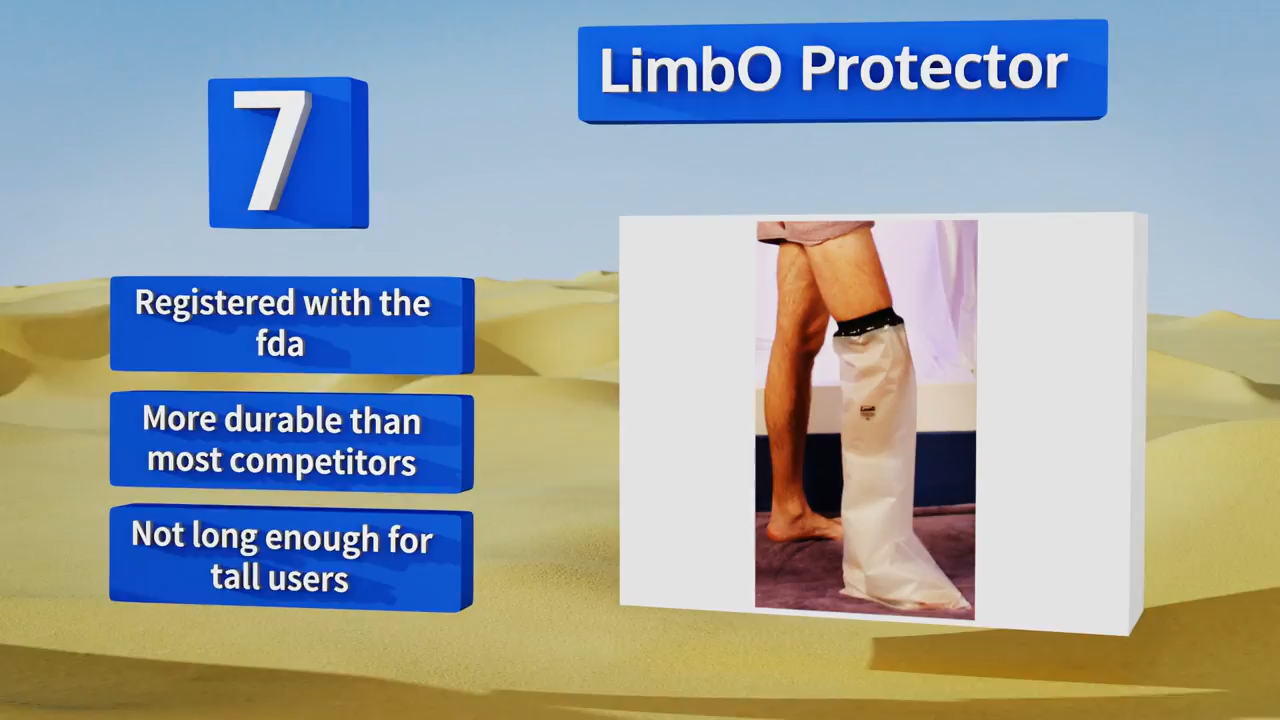 7
LimbO Protector
Registered with the
fda
More durable than
most competitors
Not long enough for
tall users